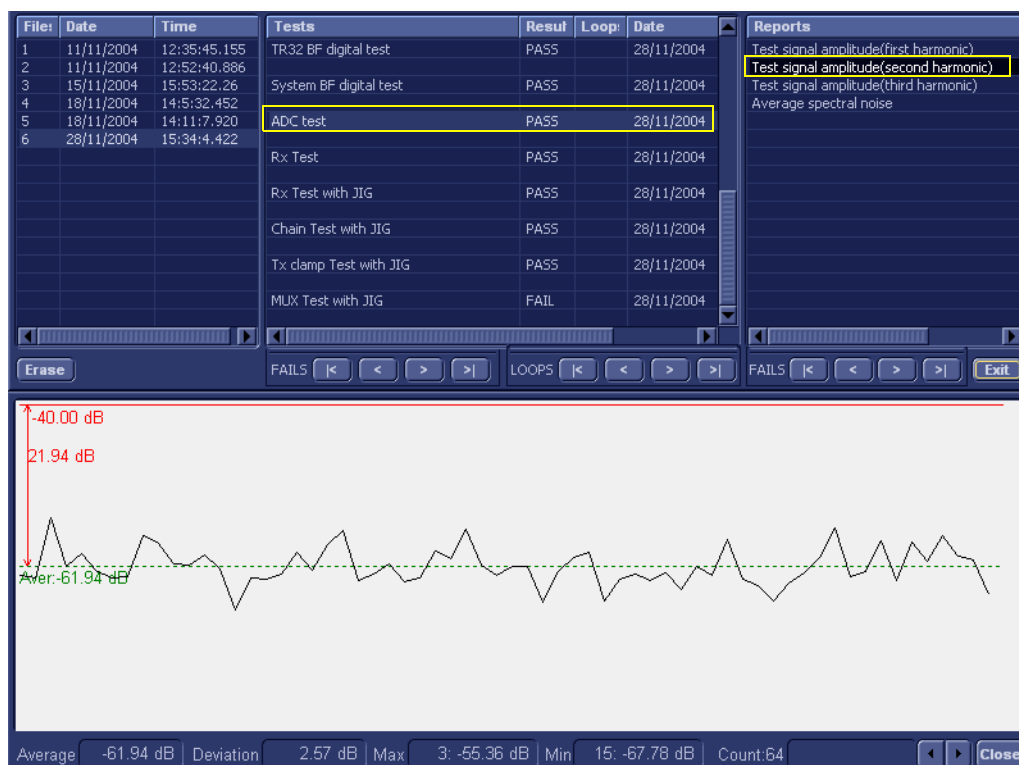 File: Date Time
1 11/11/2004 12:35:45.155
2 11/11/2004 12:52:40.886
3 15/11/2004 15:53:22.26
4 18/11/2004 14:5:32.452
5 18/11/2004 14:11:7.920
6 28/11/2004 15:34:4.422
Erase
Tests Resul Loop: Date
TR32 BF digital test PASS 28/11/2004
System BF digital test PASS 28/11/2004
ADC test PASS 28/11/2004
Rx Test PASS 28/11/2004
Rx Test with JIG PASS 28/11/2004
Chain Test with JIG PASS 28/11/2004
Tx clamp Test with JIG PASS 28/11/2004
MUX Test with JIG FAIL 28/11/2004
FAILS |< < > >| LOOPS |< < > >|
Reports
Test signal amplitude(first harmonic)
Test signal amplitude(second harmonic)
Test signal amplitude(third harmonic)
Average spectral noise
FAILS |< < > >| Exit
-40.00 dB
21.94 dB
Aver:-61.94 dB
Average -61.94 dB Deviation 2.57 dB Max 3: -55.36 dB Min 15: -67.78 dB Count:64 Close